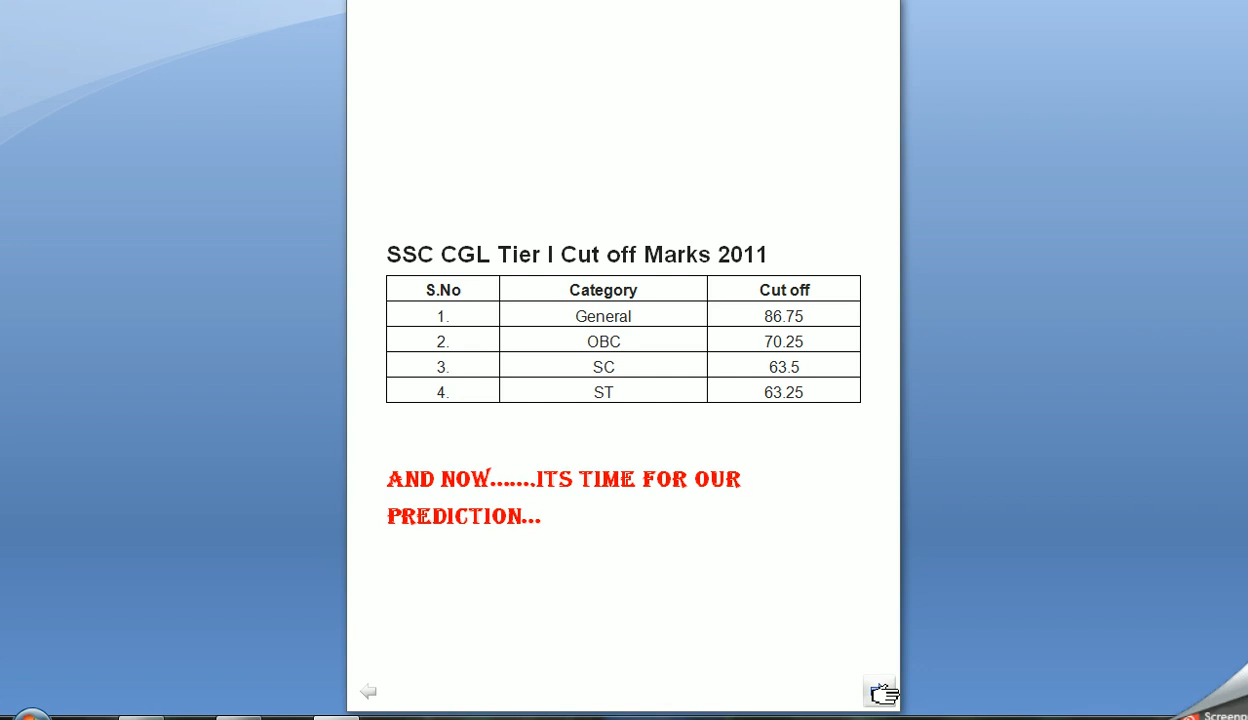 SSC CGL Tier I Cut off Marks 2011
S.No Category Cut off
1. General 86.75
2. OBC 70.25
3. SC 63.5
4. ST 63.25
AND NOW.......ITS TIME FOR OUR
PREDICTION...